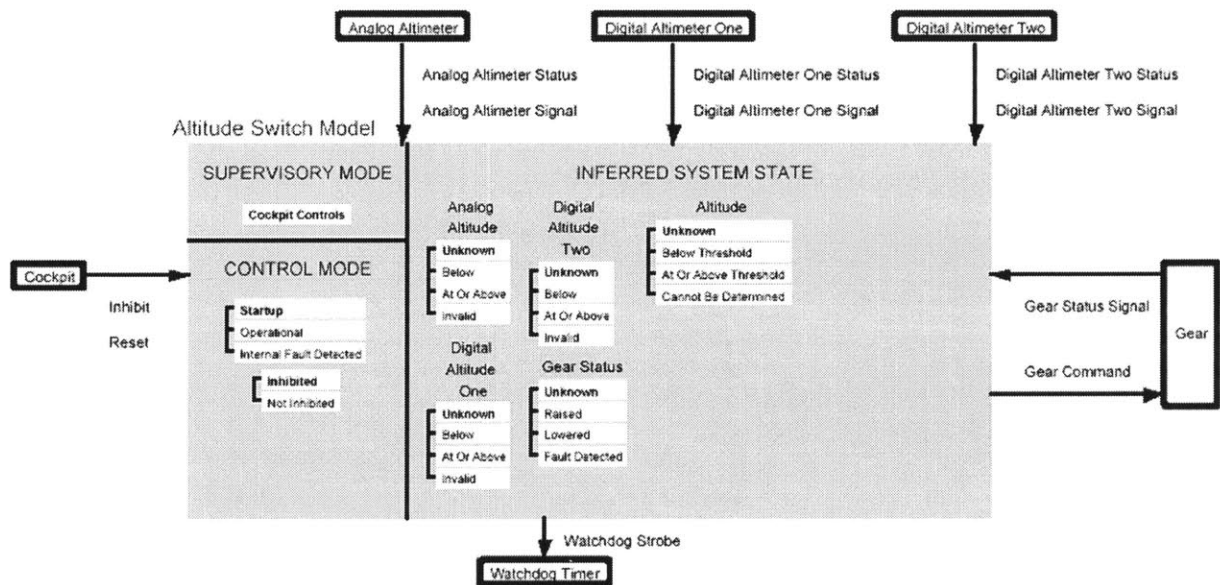 Analog Altimeter
Digital Altimeter One
Digital Altimeter Two
Analog Altimeter Status
Analog Altimeter Signal
Digital Altimeter One Status
Digital Altimeter One Signal
Digital Altimeter Two Status
Digital Altimeter Two Signal
Altitude Switch Model
SUPERVISORY MODE
Cockpit Controls
CONTROL MODE
Startup
Operational
Internal Fault Detected
Inhibited
Not Inhibited
Cockpit
Inhibit
Reset
INFERRED SYSTEM STATE
Analog
Altitude
Unknown
Below
At Or Above
Invalid
Digital
Altitude
Two
Unknown
Below
At Or Above
Invalid
Altitude
Unknown
Below Threshold
At Or Above Threshold
Cannot Be Determined
Digital
Altitude
One
Unknown
Below
At Or Above
Invalid
Gear Status
Unknown
Raised
Lowered
Fault Detected
Gear Status Signal
Gear Command
Gear
Watchdog Strobe
Watchdog Timer